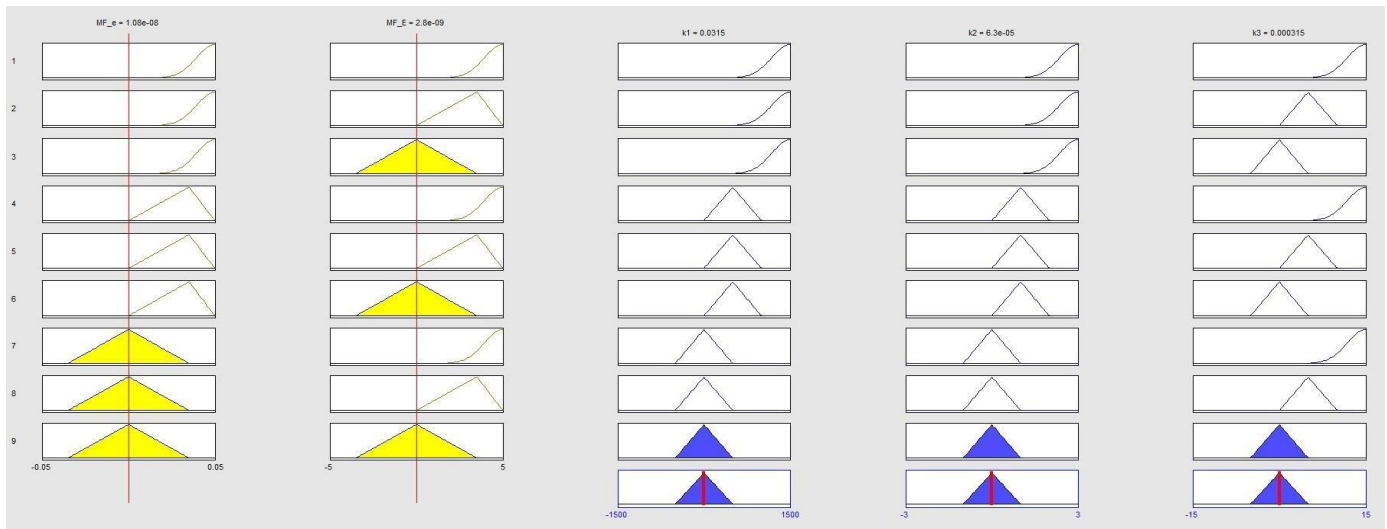 MF_e = 1.08e-08
MF_E = 2.8e-09
k1 = 0.0315
k2 = 6.3e-05
k3 = 0.000315
1
2
3
4
5
6
7
8
9
-0.05 0.05
-5 5
-1500 1500
-3 3
-15 15